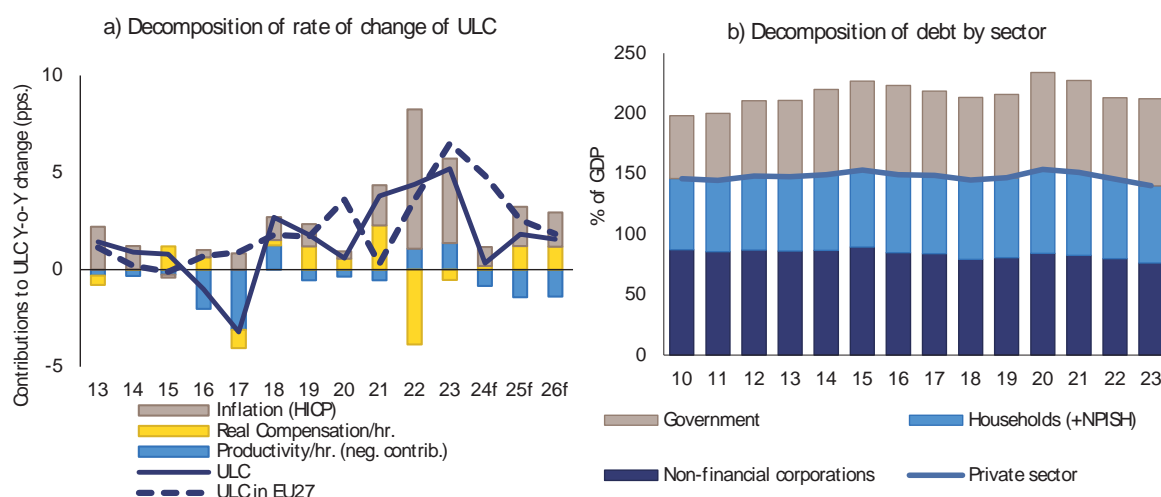 a) Decomposition of rate of change of ULC
Contributions to ULC Y-o-Y change (pps.)
10
5
0
-5
13 14 15 16 17 18 19 20 21 22 23 24f 25f 26f
Inflation (HICP)
Real Compensation/hr.
Productivity/hr. (neg. contrib.)
ULC
ULC in EU27
b) Decomposition of debt by sector
% of GDP
250
200
150
100
50
0
10 11 12 13 14 15 16 17 18 19 20 21 22 23
Government
Households (+NPISH)
Non-financial corporations
Private sector